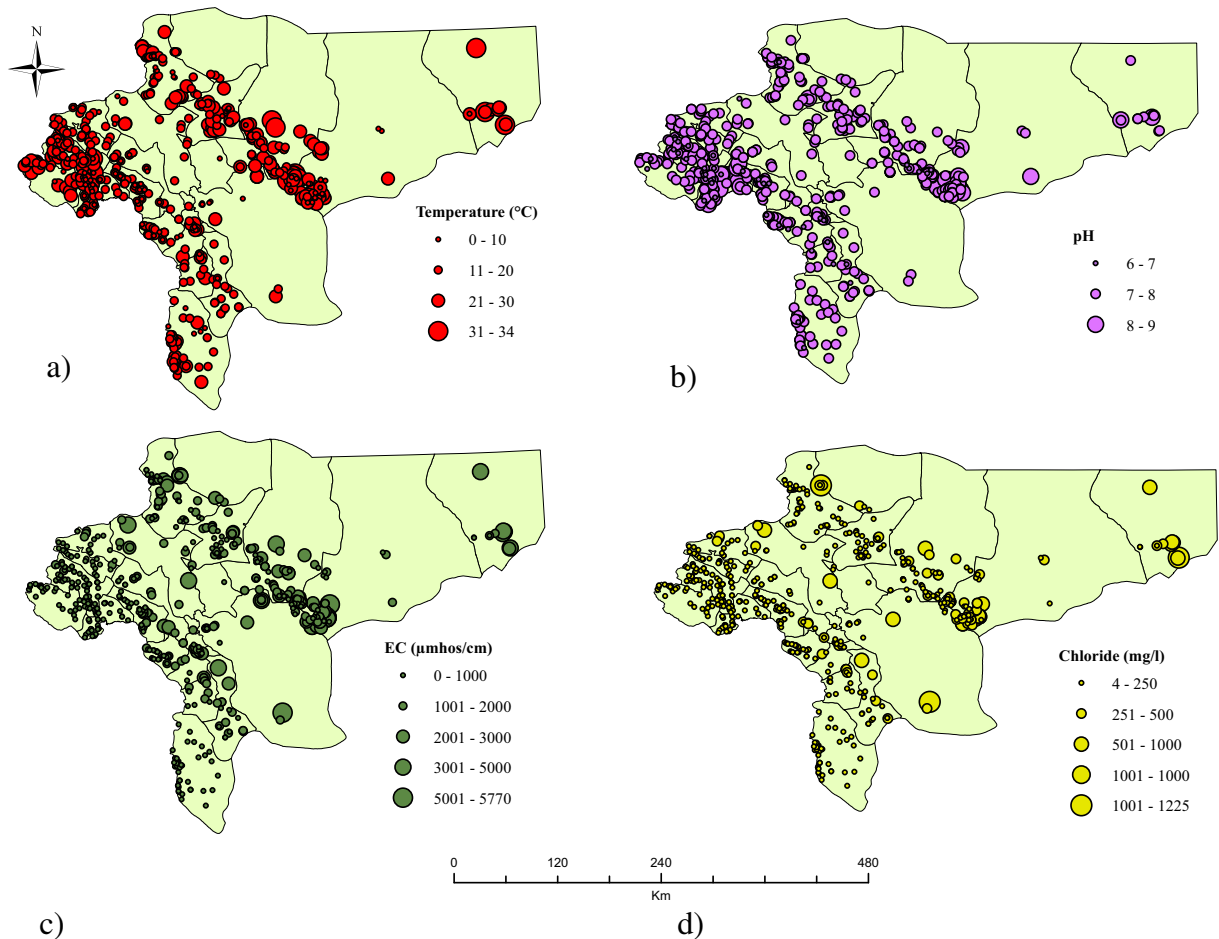 N
Temperature (°C)
0 - 10
11 - 20
21 - 30
31 - 34
a)
pH
6 - 7
7 - 8
8 - 9
b)
EC (µmhos/cm)
0 - 1000
1001 - 2000
2001 - 3000
3001 - 5000
5001 - 5770
Chloride (mg/l)
4 - 250
251 - 500
501 - 1000
1001 - 1000
1001 - 1225
0 120 240 480
Km
c)
d)